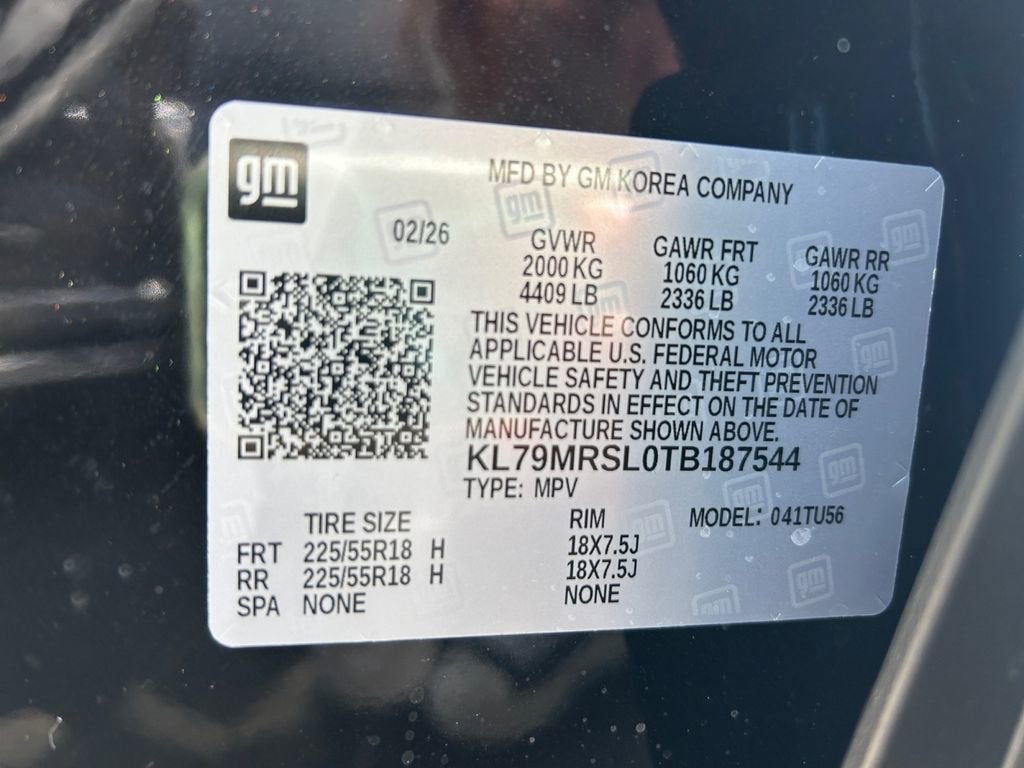 gm
MFD BY GM KOREA COMPANY
02/26
GVWR GAWR FRT GAWR RR
2000 KG 1060 KG 1060 KG
4409 LB 2336 LB 2336 LB
THIS VEHICLE CONFORMS TO ALL
APPLICABLE U.S. FEDERAL MOTOR
VEHICLE SAFETY AND THEFT PREVENTION
STANDARDS IN EFFECT ON THE DATE OF
MANUFACTURE SHOWN ABOVE.
KL79MRSL0TB187544
TYPE: MPV
TIRE SIZE RIM MODEL: 041TU56
FRT 225/55R18 H 18X7.5J
RR 225/55R18 H 18X7.5J
SPA NONE NONE